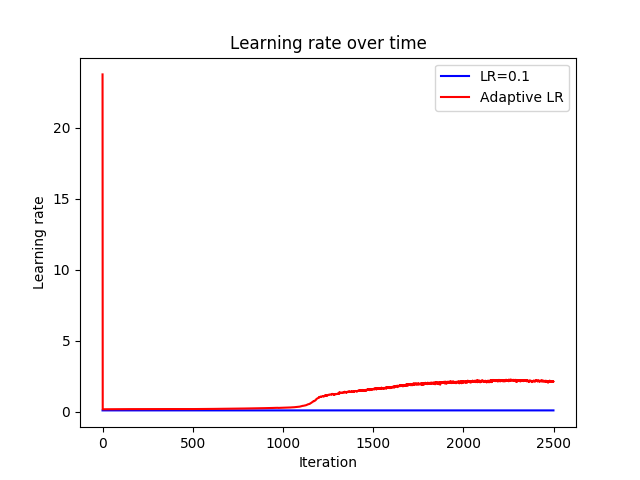 Learning rate over time
LR=0.1
Adaptive LR
Learning rate
20
15
10
5
0
0 500 1000 1500 2000 2500
Iteration